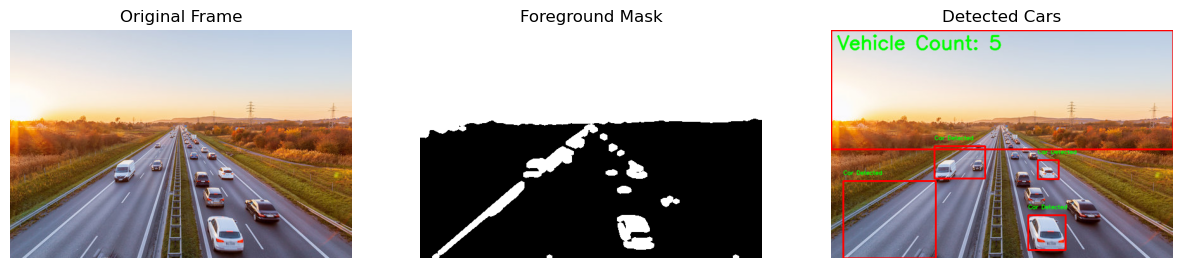 Original Frame
Foreground Mask
Detected Cars
Vehicle Count: 5
Car Detected
Car Detected
Car Detected
Car Detected